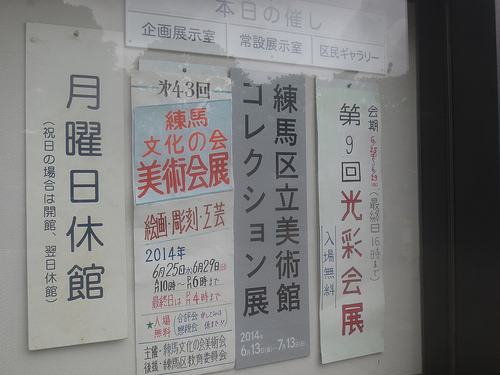 本日の催し
企画展示室
常設展示室
区民ギャラリー
月曜日休館
(祝日の場合は開館、翌日休館)
第43回
練馬
文化の会
美術会展
絵画・彫刻・工芸
2014年
6月25日㊌6月29日㊐
A.M.10時〜P.M.6時まで
最終日はP.M.4時まで
★入場無料
主催・練馬文化の会美術会
後援・練馬区教育委員会
練馬区立美術館
コレクション展
2014年
6月13日(金)ー7月13日(日)
会期
(最終日16時まで)
第9回光彩会展
入場無料